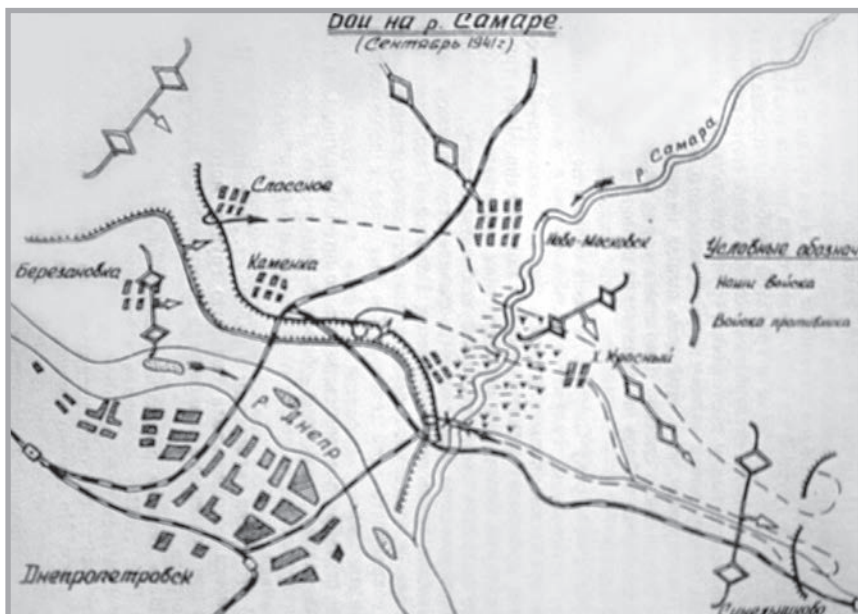 Бои на р. Самаре.
(Сентябрь 1941г)
р. Самара
Спасское
Ново-Московск
Условные обознач
Березановка
Каменка
Наши войска
Войска противника
х. Красный
р. Днепр
Днепропетровск
Синельниково